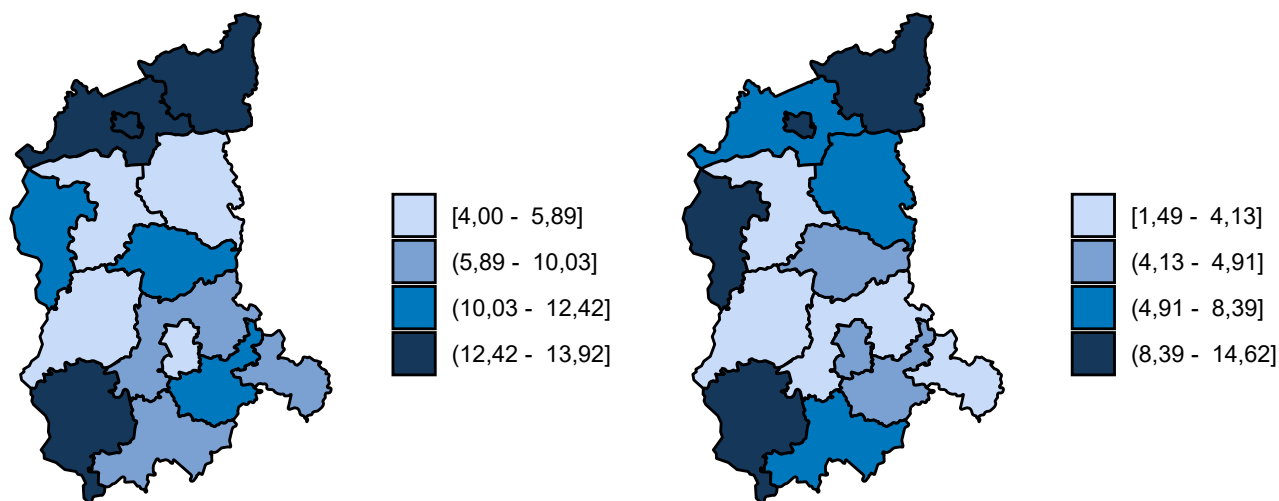 [4,00 - 5,89]
(5,89 - 10,03]
(10,03 - 12,42]
(12,42 - 13,92]
[1,49 - 4,13]
(4,13 - 4,91]
(4,91 - 8,39]
(8,39 - 14,62]